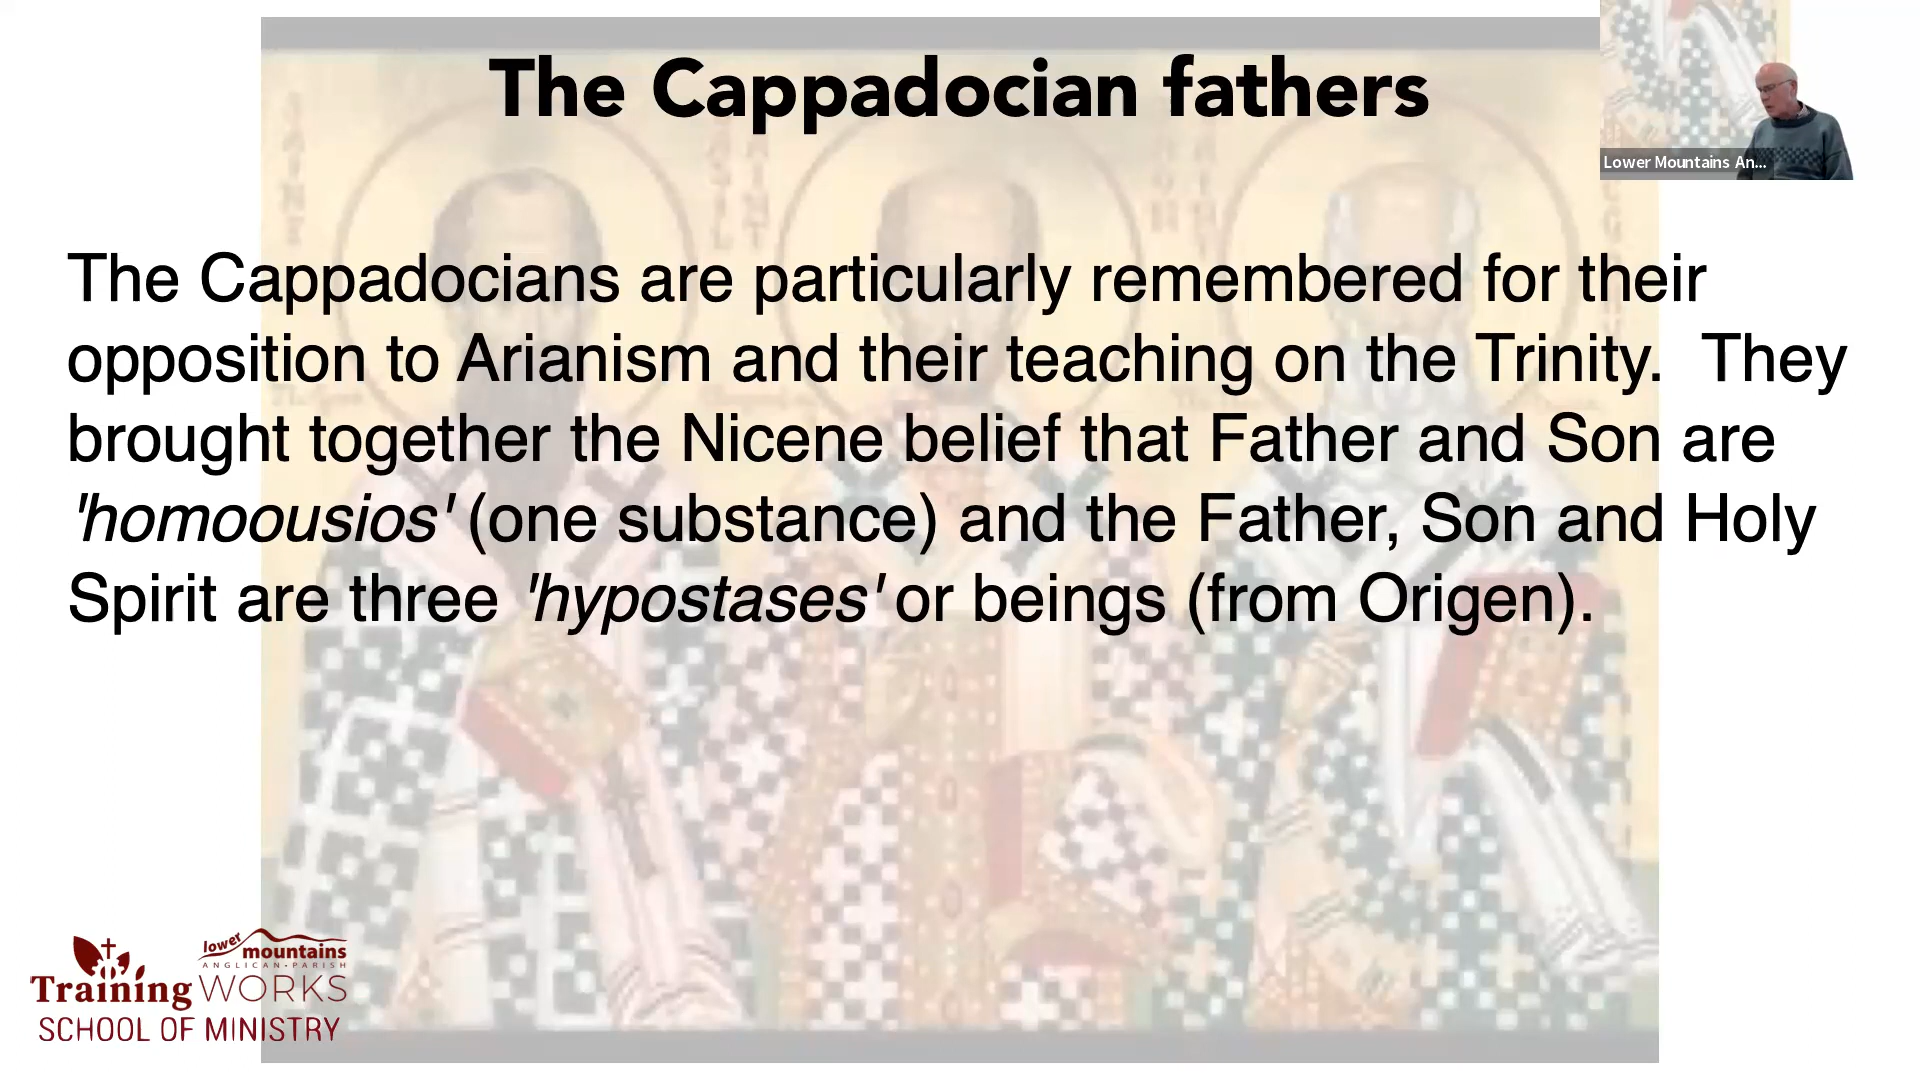 The Cappadocian fathers
Lower Mountains An...
The Cappadocians are particularly remembered for their
opposition to Arianism and their teaching on the Trinity. They
brought together the Nicene belief that Father and Son are
'homoousios' (one substance) and the Father, Son and Holy
Spirit are three 'hypostases' or beings (from Origen).
lower
mountains
ANGLICAN•PARISH
Training WORKS
SCHOOL OF MINISTRY